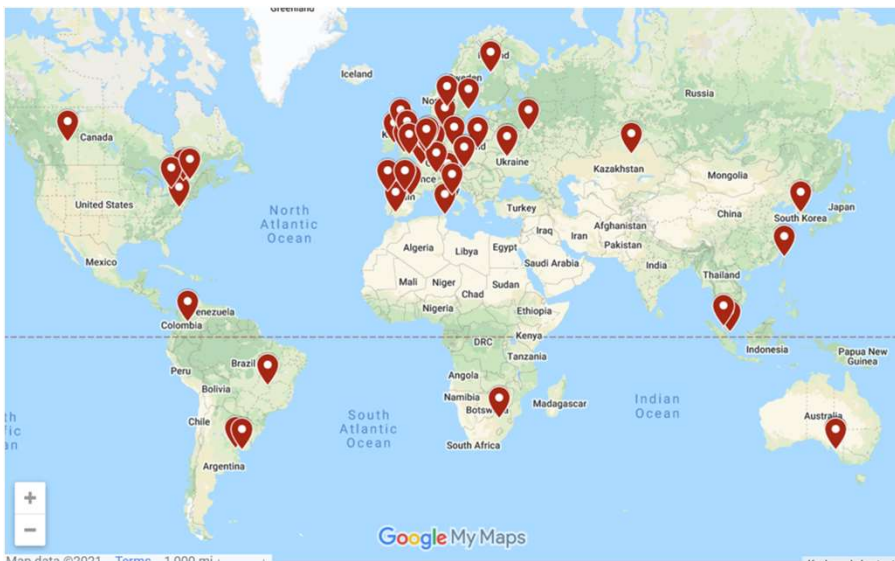 Greenland
Iceland
Sweden
Russia
Canada
Ukraine
Kazakhstan
Mongolia
United States
North
Atlantic
Ocean
Turkey
China
South Korea
Japan
Afghanistan
Iraq
Iran
Pakistan
Algeria
Libya
Egypt
Saudi Arabia
India
Mexico
Mali
Niger
Chad
Sudan
Thailand
Nigeria
Ethiopia
Venezuela
Colombia
DRC
Kenya
Indonesia
Papua New
Guinea
Tanzania
Brazil
Peru
Bolivia
Angola
Namibia
Madagascar
Indian
Ocean
South
Atlantic
Ocean
Chile
Australia
South Africa
Argentina
+
−
Google My Maps
Map data ©2021 Terms 1,000 mi